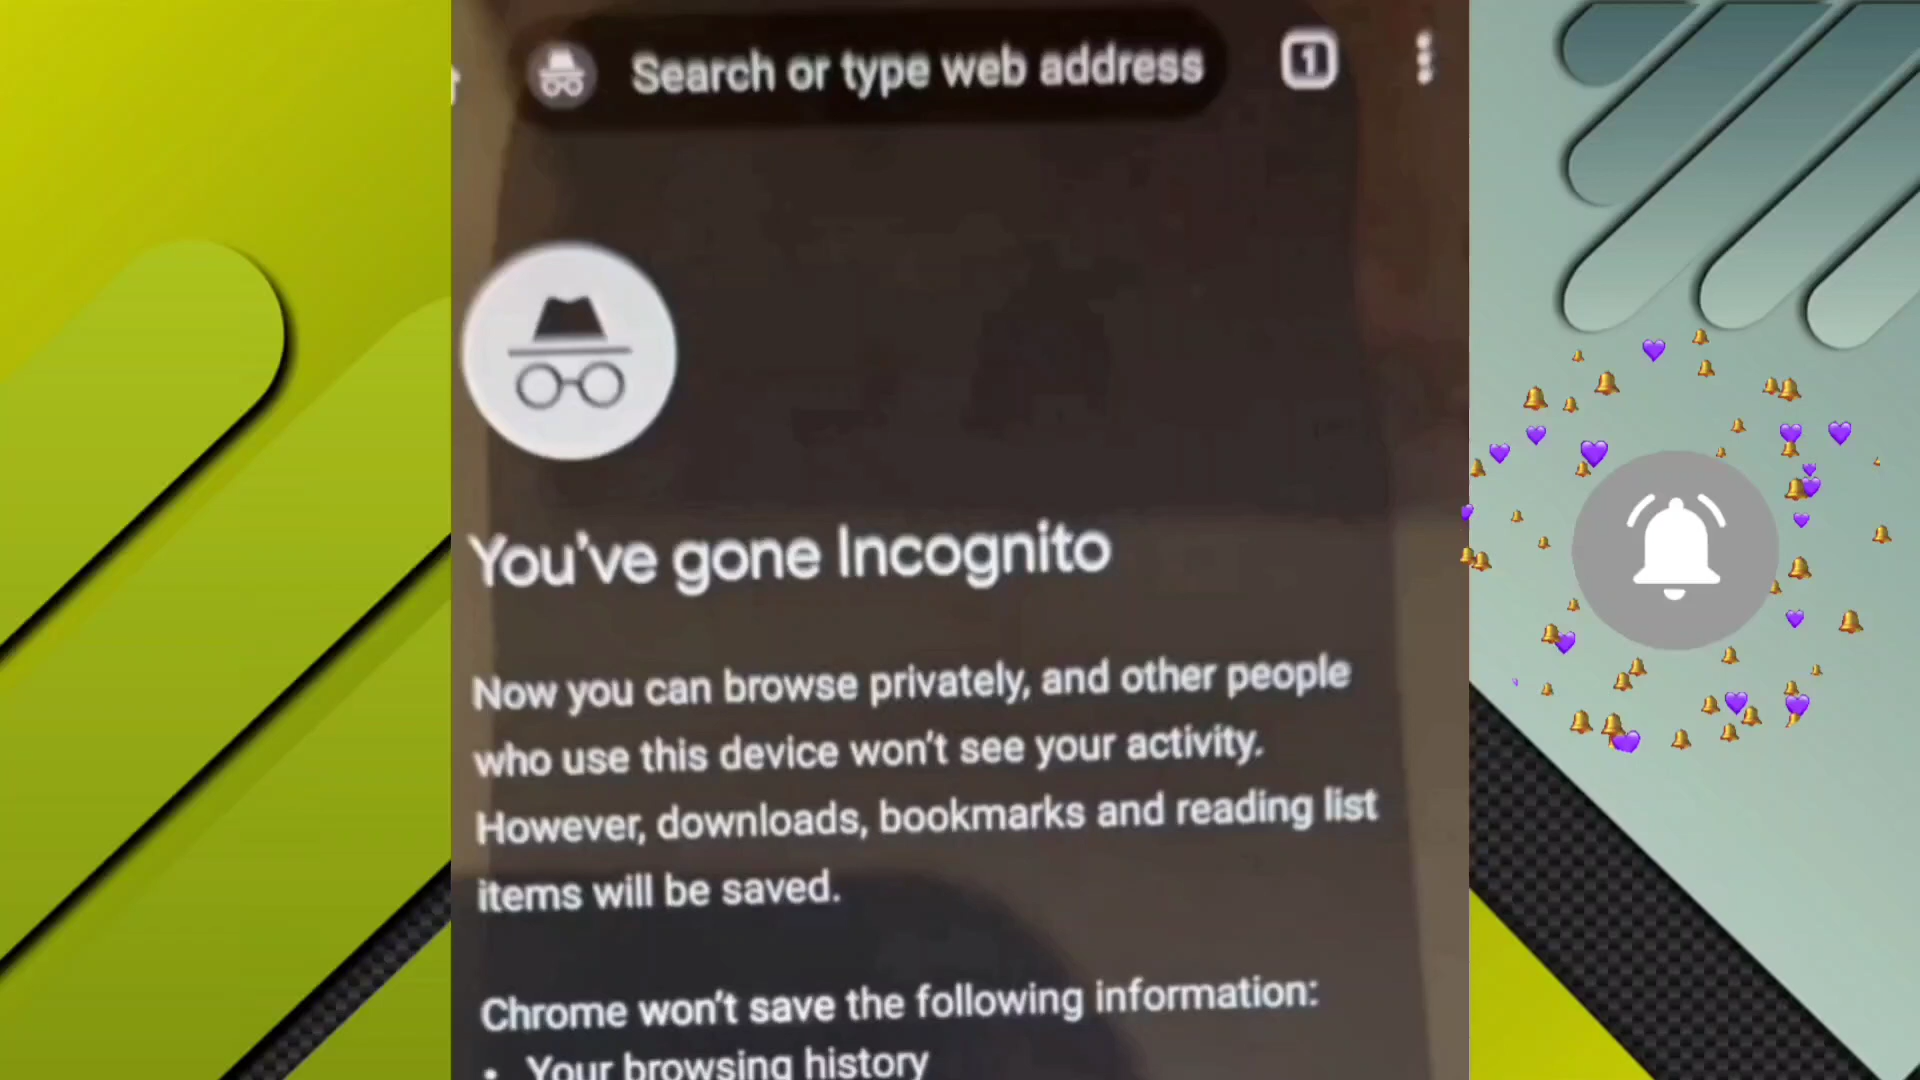 Search or type web address
1
You've gone Incognito
Now you can browse privately, and other people
who use this device won't see your activity.
However, downloads, bookmarks and reading list
items will be saved.
Chrome won't save the following information:
• Your browsing history